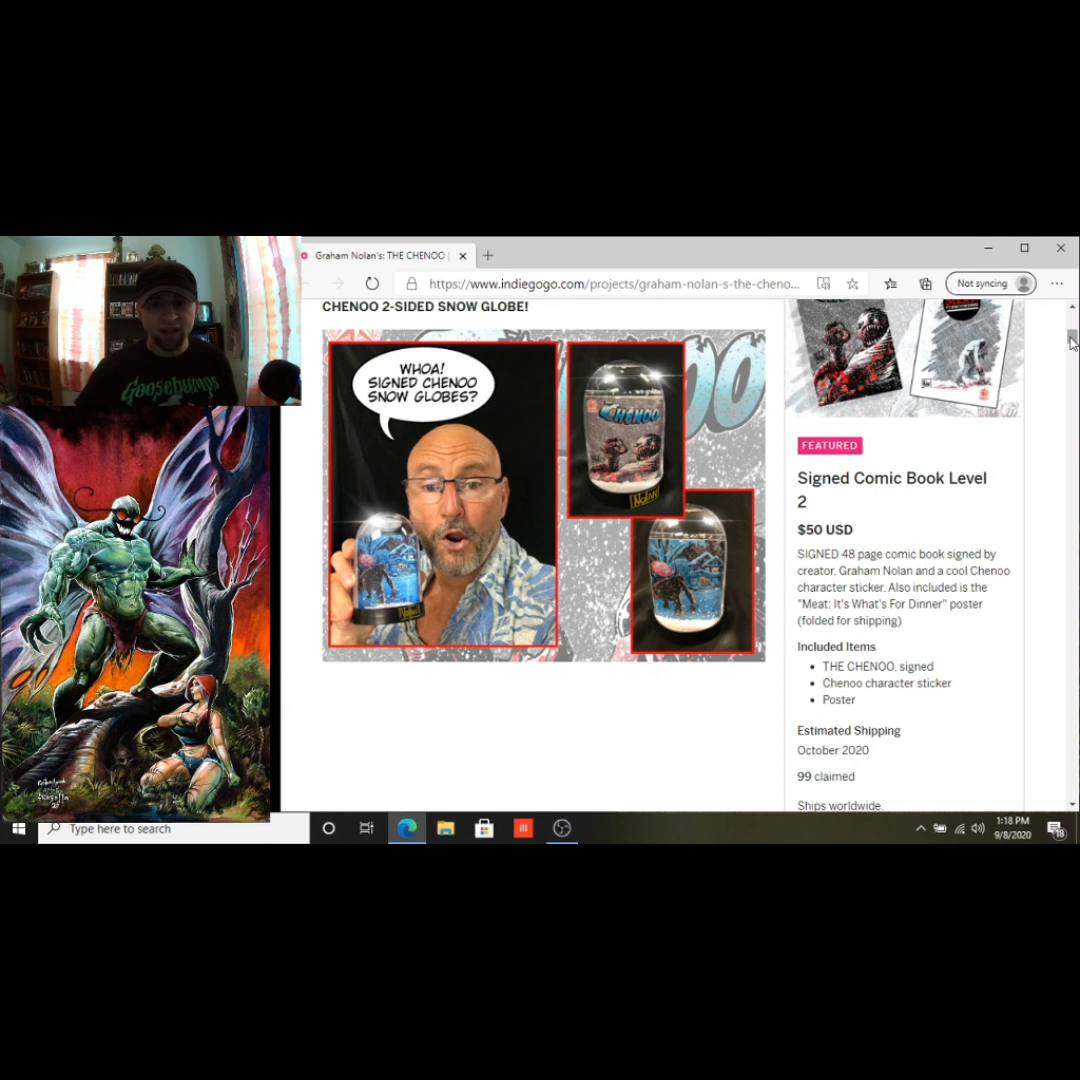 Graham Nolan's: THE CHENOO |
https://www.indiegogo.com/projects/graham-nolan-s-the-cheno...
Not syncing
Goosebumps
CHENOO 2-SIDED SNOW GLOBE!
WHOA!
SIGNED CHENOO
SNOW GLOBES?
CHENOO
NOLAN
FEATURED
Signed Comic Book Level
2
$50 USD
SIGNED 48 page comic book signed by
creator, Graham Nolan and a cool Chenoo
character sticker. Also included is the
"Meat: It's What's For Dinner" poster
(folded for shipping)
Included Items
• THE CHENOO. signed
• Chenoo character sticker
• Poster
Estimated Shipping
October 2020
99 claimed
Ships worldwide.
Type here to search
1:18 PM
9/8/2020
18